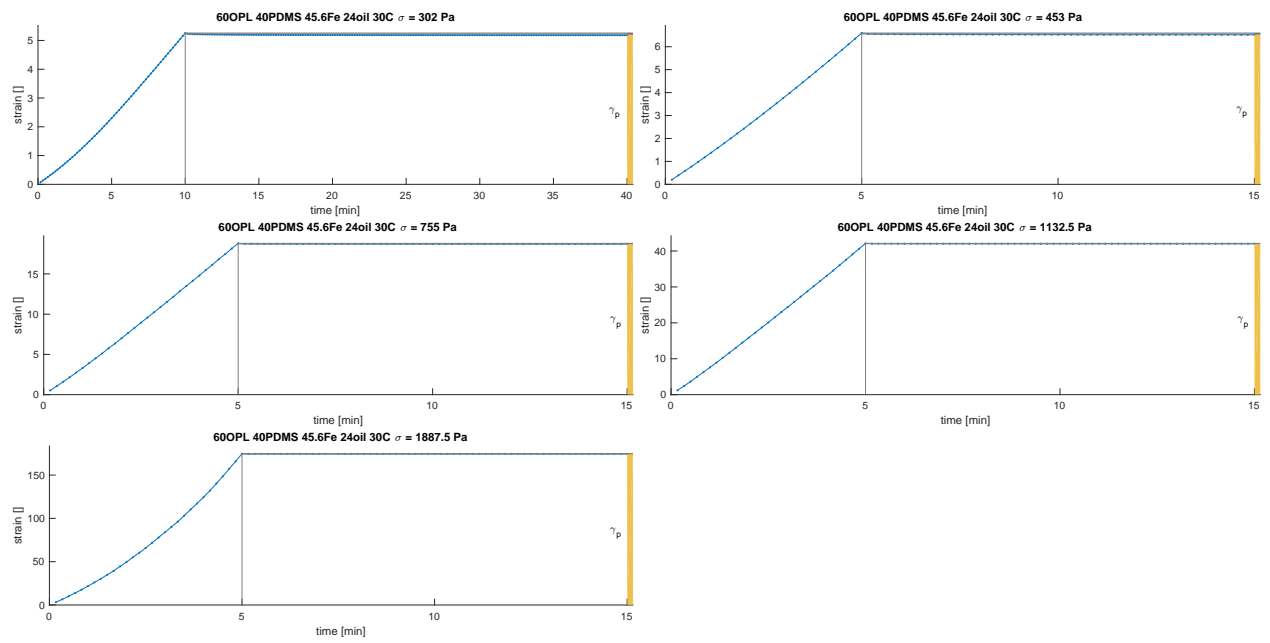 60OPL 40PDMS 45.6Fe 24oil 30C σ = 302 Pa
strain []
5
4
3
2
1
0
γp
0 5 10 15 20 25 30 35 40
time [min]
60OPL 40PDMS 45.6Fe 24oil 30C σ = 453 Pa
strain []
6
5
4
3
2
1
0
γp
0 5 10 15
time [min]
60OPL 40PDMS 45.6Fe 24oil 30C σ = 755 Pa
strain []
15
10
5
0
γp
0 5 10 15
time [min]
60OPL 40PDMS 45.6Fe 24oil 30C σ = 1132.5 Pa
strain []
40
30
20
10
0
γp
0 5 10 15
time [min]
60OPL 40PDMS 45.6Fe 24oil 30C σ = 1887.5 Pa
strain []
150
100
50
0
γp
0 5 10 15
time [min]